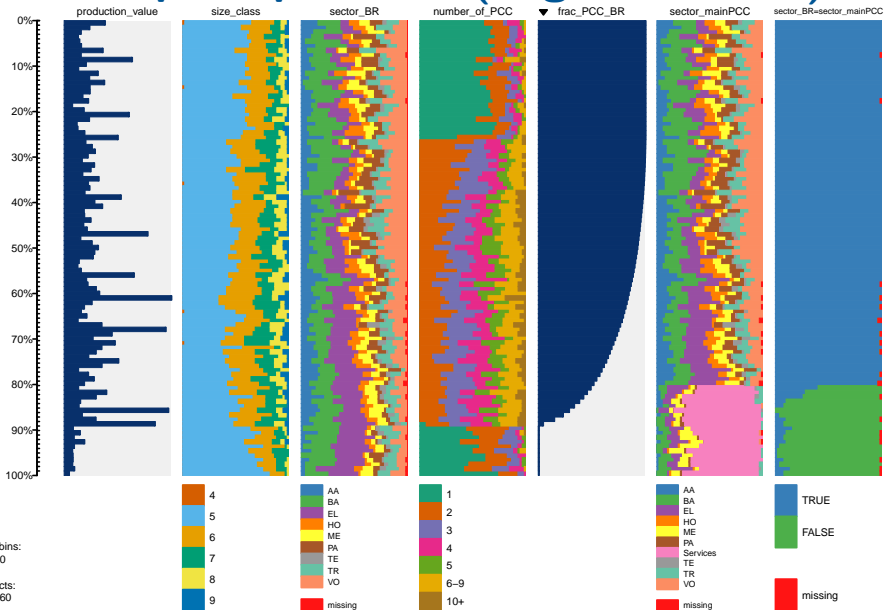 production_value size_class sector_BR number_of_PCC frac_PCC_BR sector_mainPCC sector_BR=sector_mainPCC
0%
10%
20%
30%
40%
50%
60%
70%
80%
90%
100%
4
5
6
7
8
9
AA
BA
EL
HO
ME
PA
TE
TR
VO
missing
1
2
3
4
5
6−9
10+
AA
BA
EL
HO
ME
PA
Services
TE
TR
VO
missing
TRUE
FALSE
missing
bins:
0
cts:
60